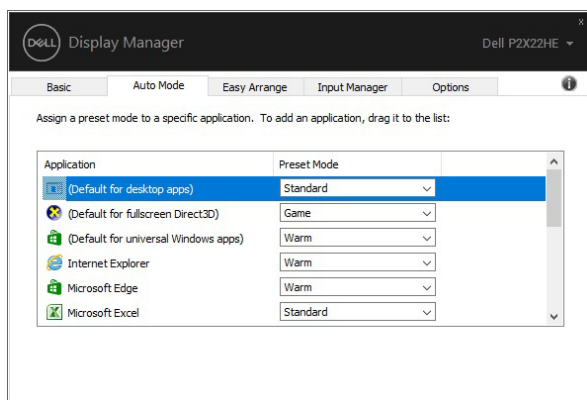 DELL Display Manager
Dell P2X22HE
Basic Auto Mode Easy Arrange Input Manager Options
Assign a preset mode to a specific application. To add an application, drag it to the list:
Application Preset Mode
(Default for desktop apps) Standard
(Default for fullscreen Direct3D) Game
(Default for universal Windows apps) Warm
Internet Explorer Warm
Microsoft Edge Warm
Microsoft Excel Standard